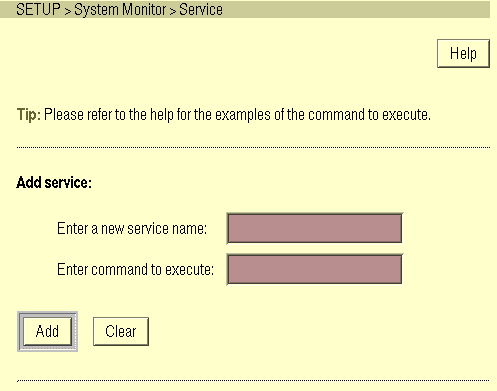 SETUP > System Monitor > Service
Help
Tip: Please refer to the help for the examples of the command to execute.
Add service:
Enter a new service name:
Enter command to execute:
Add Clear